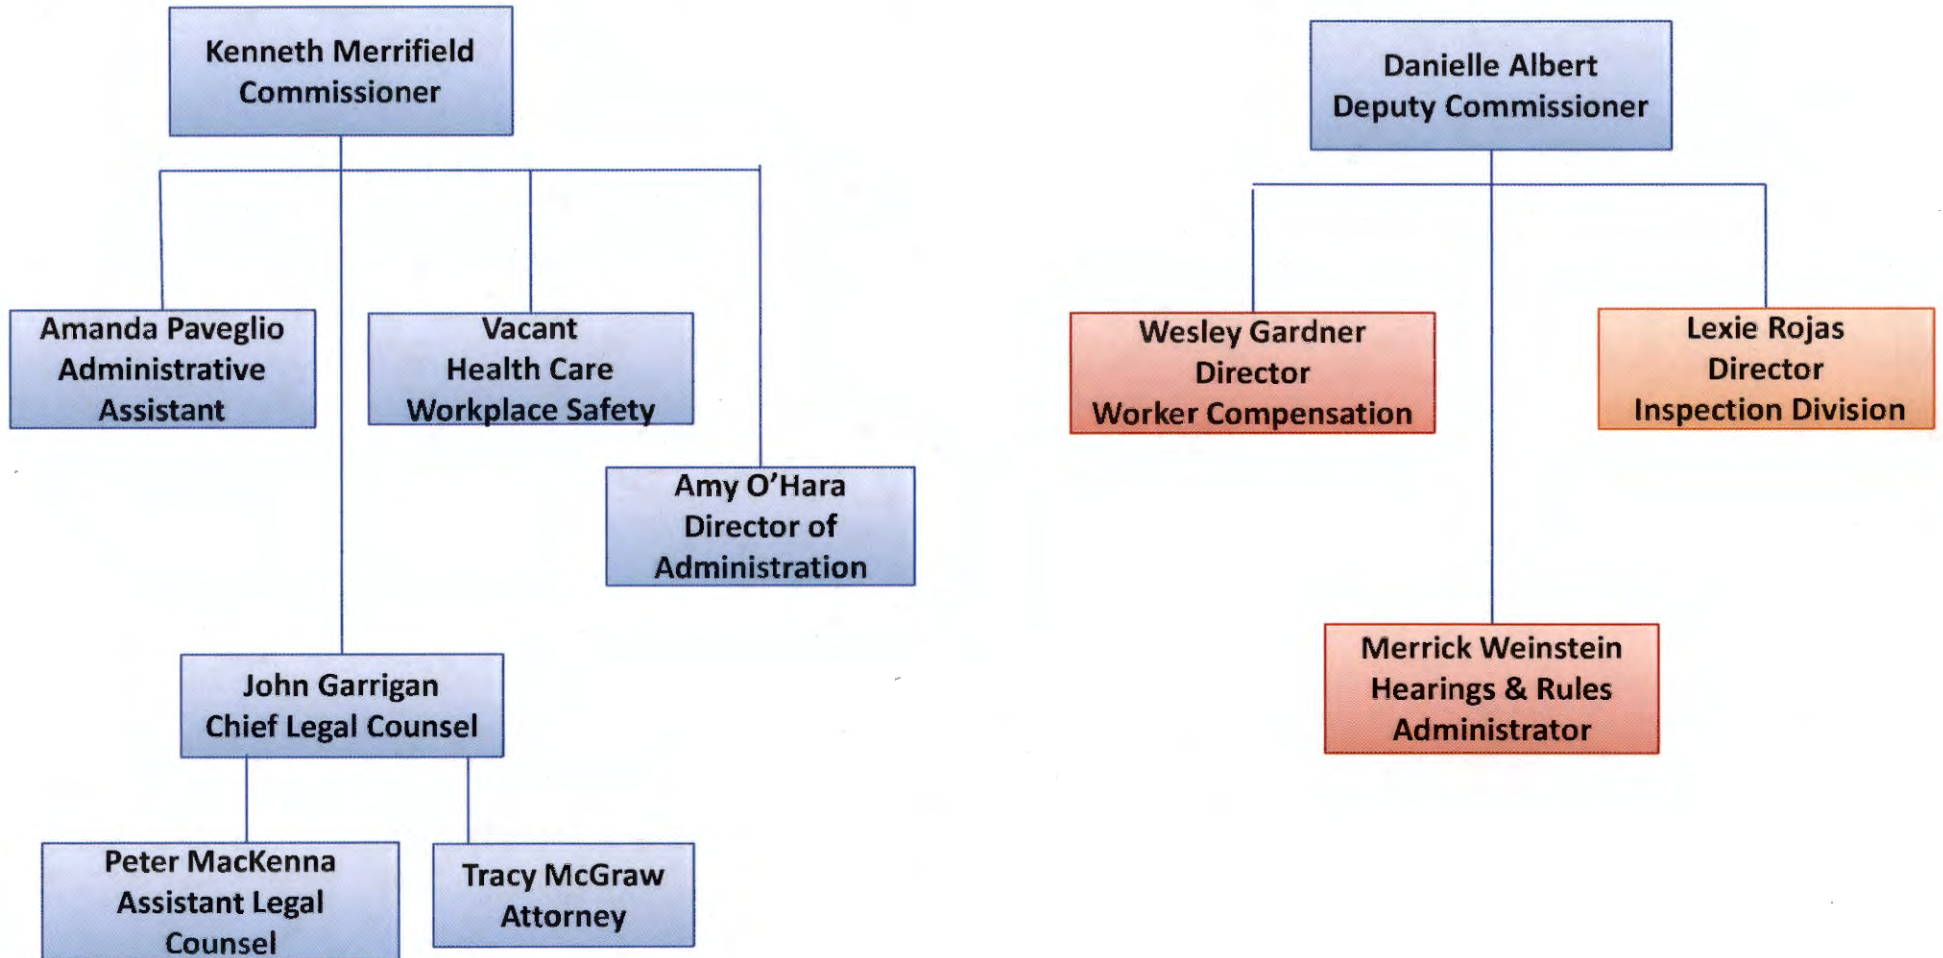 Kenneth Merrifield
Commissioner
Danielle Albert
Deputy Commissioner
Amanda Paveglio
Administrative
Assistant
Vacant
Health Care
Workplace Safety
Amy O’Hara
Director of
Administration
Wesley Gardner
Director
Worker Compensation
Lexie Rojas
Director
Inspection Division
John Garrigan
Chief Legal Counsel
Merrick Weinstein
Hearings & Rules
Administrator
Peter MacKenna
Assistant Legal
Counsel
Tracy McGraw
Attorney